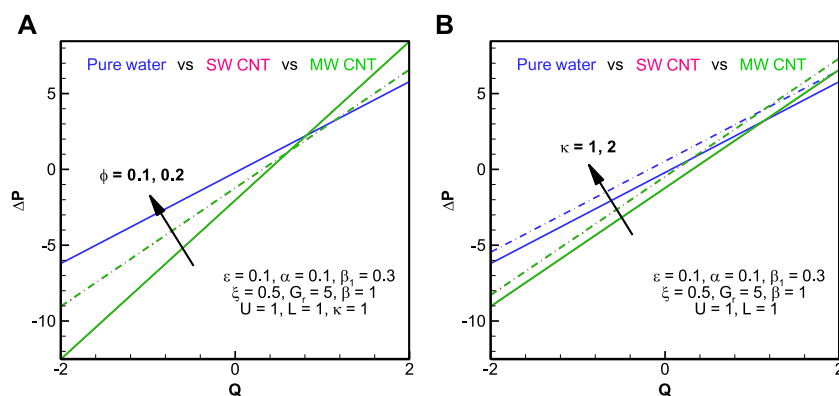 A
Pure water vs SW CNT vs MW CNT
5
0
-5
-10
ΔP
ϕ = 0.1, 0.2
ε = 0.1, α = 0.1, β₁ = 0.3
ξ = 0.5, Gᵣ = 5, β = 1
U = 1, L = 1, κ = 1
-2
0
2
Q
B
Pure water vs SW CNT vs MW CNT
5
0
-5
-10
ΔP
κ = 1, 2
ε = 0.1, α = 0.1, β₁ = 0.3
ξ = 0.5, Gᵣ = 5, β = 1
U = 1, L = 1
-2
0
2
Q